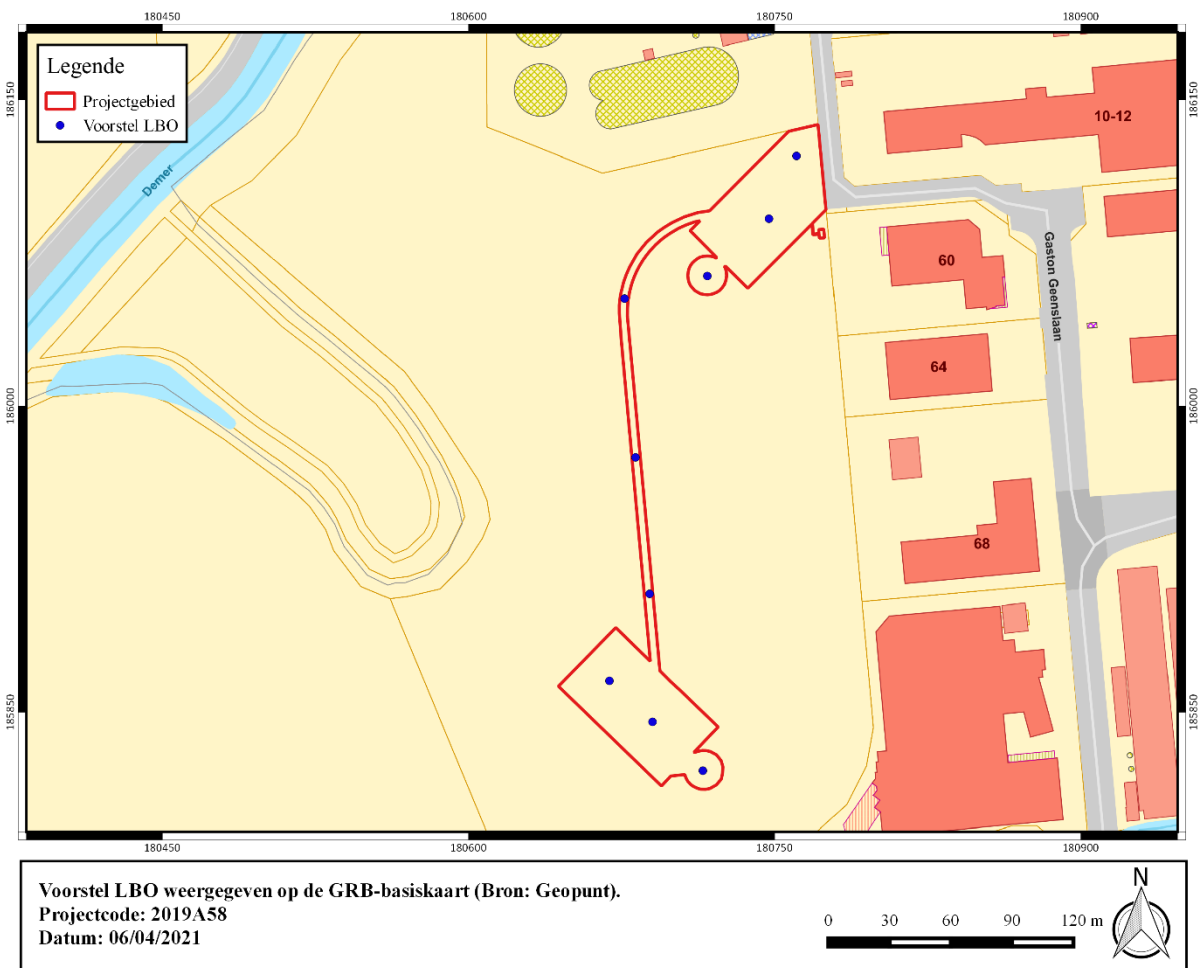 180450 180600 180750 180900
Legende
Projectgebied
Voorstel LBO
186150
186150
10-12
Demer
60
Gaston Geenslaan
64
186000
186000
68
185850
185850
180450 180600 180750 180900
Voorstel LBO weergegeven op de GRB-basiskaart (Bron: Geopunt).
Projectcode: 2019A58
Datum: 06/04/2021
0 30 60 90 120 m
N